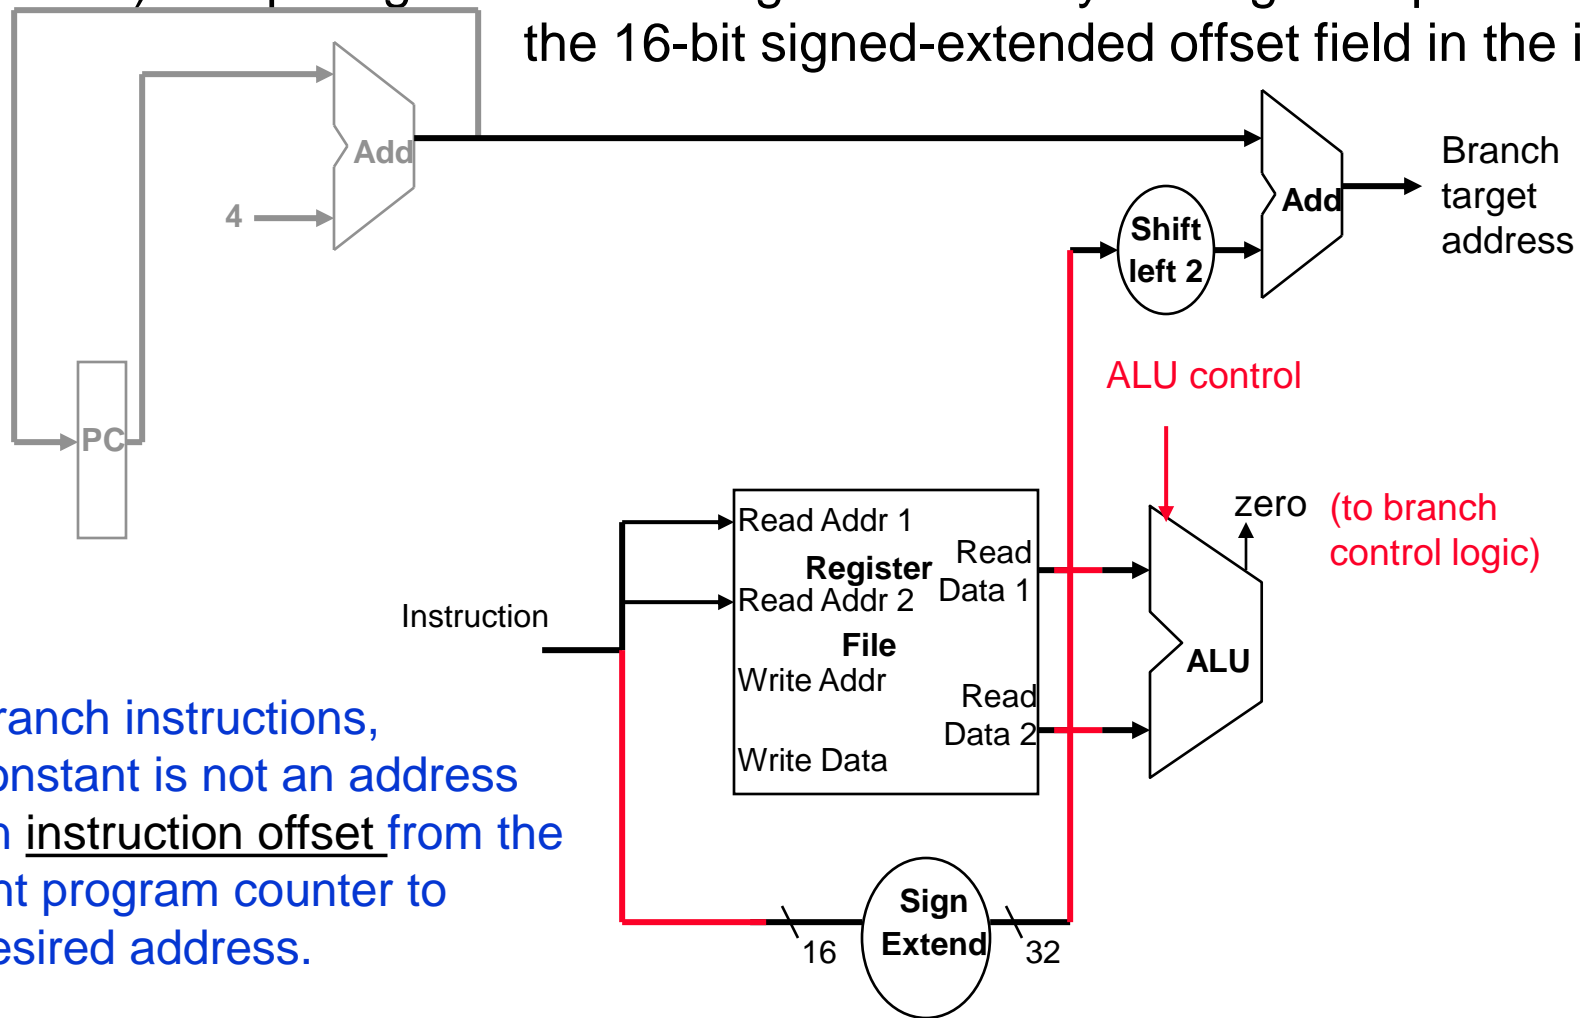 the 16-bit signed-extended offset field in the
Add
4
PC
Shift
left 2
Add
Branch
target
address
ALU control
Read Addr 1
Register
Read Addr 2
File
Write Addr
Write Data
Read
Data 1
Read
Data 2
Instruction
zero
(to branch
control logic)
ALU
ranch instructions,
onstant is not an address
n instruction offset from the
nt program counter to
esired address.
16
Sign
Extend
32